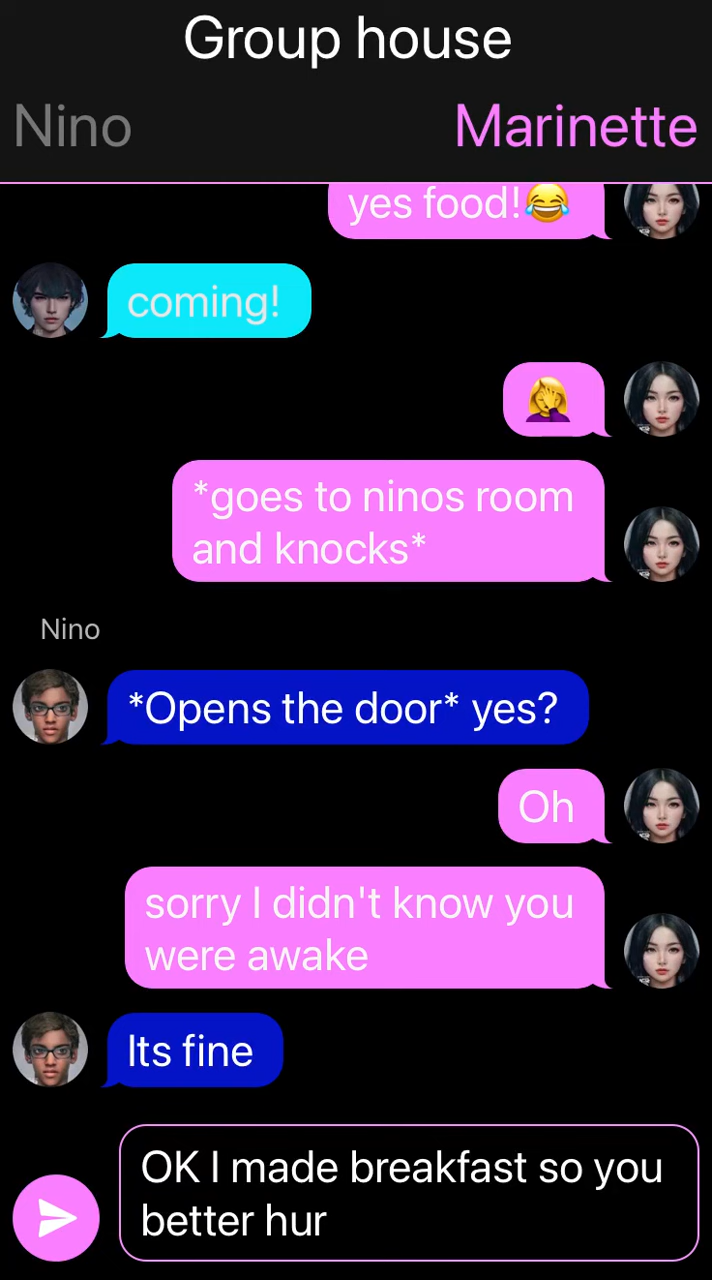 Group house
Nino Marinette
yes food!😂
coming!
🤦‍♀️
*goes to ninos room
and knocks*
Nino
*Opens the door* yes?
Oh
sorry I didn't know you
were awake
Its fine
OK I made breakfast so you
better hur